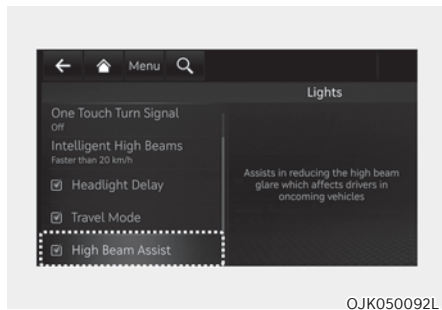 Menu
Lights
One Touch Turn Signal
Off
Intelligent High Beams
Faster than 20 km/h
Headlight Delay
Travel Mode
High Beam Assist
Assists in reducing the high beam
glare which affects drivers in
oncoming vehicles
OJK050092L